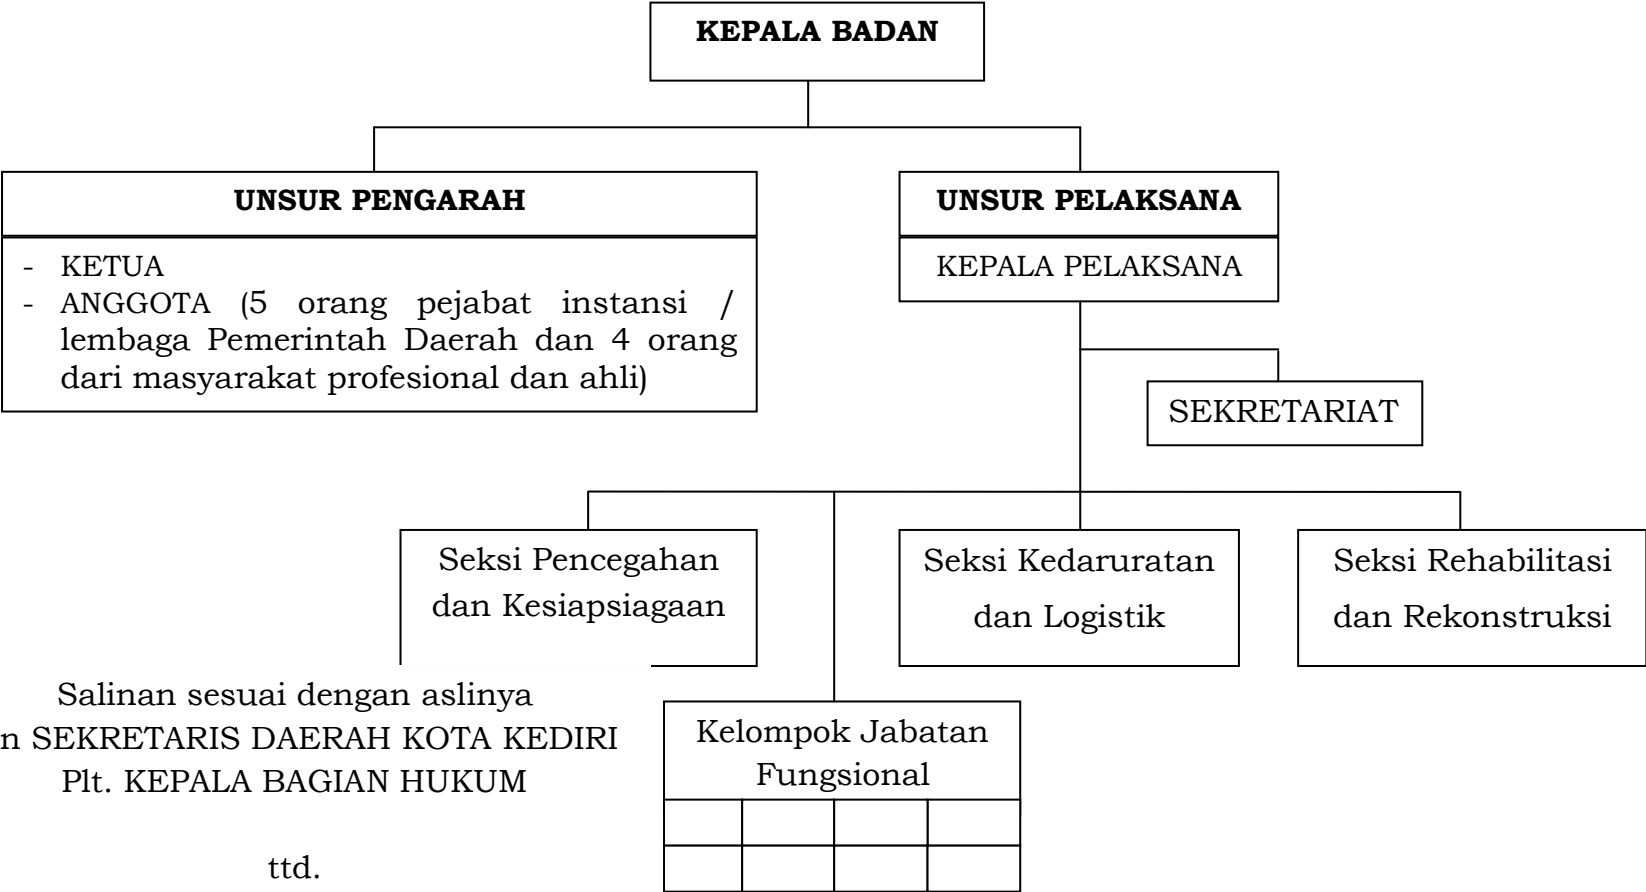 KEPALA BADAN
UNSUR PENGARAH
- KETUA
- ANGGOTA (5 orang pejabat instansi /
lembaga Pemerintah Daerah dan 4 orang
dari masyarakat profesional dan ahli)
UNSUR PELAKSANA
KEPALA PELAKSANA
SEKRETARIAT
Seksi Pencegahan
dan Kesiapsiagaan
Seksi Kedaruratan
dan Logistik
Seksi Rehabilitasi
dan Rekonstruksi
Kelompok Jabatan
Fungsional
Salinan sesuai dengan aslinya
n SEKRETARIS DAERAH KOTA KEDIRI
Plt. KEPALA BAGIAN HUKUM
ttd.